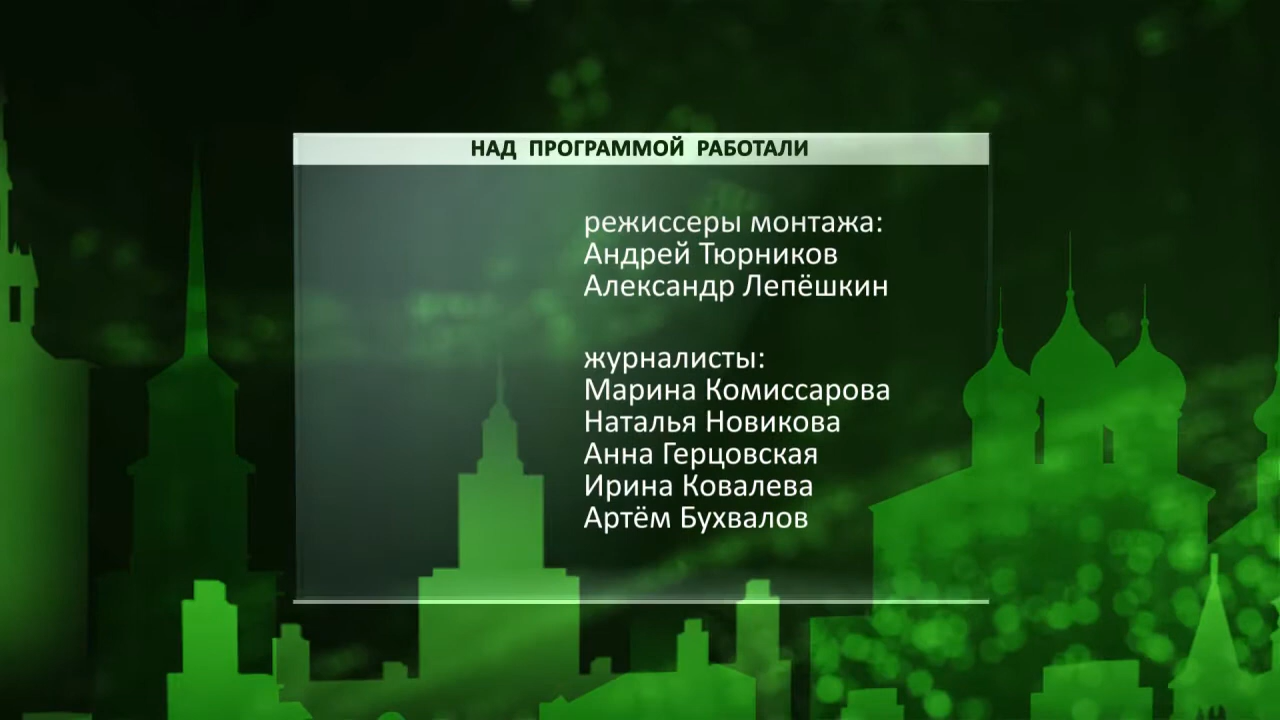 НАД ПРОГРАММОЙ РАБОТАЛИ
режиссеры монтажа:
Андрей Тюрников
Александр Лепёшкин
журналисты:
Марина Комиссарова
Наталья Новикова
Анна Герцовская
Ирина Ковалева
Артём Бухвалов